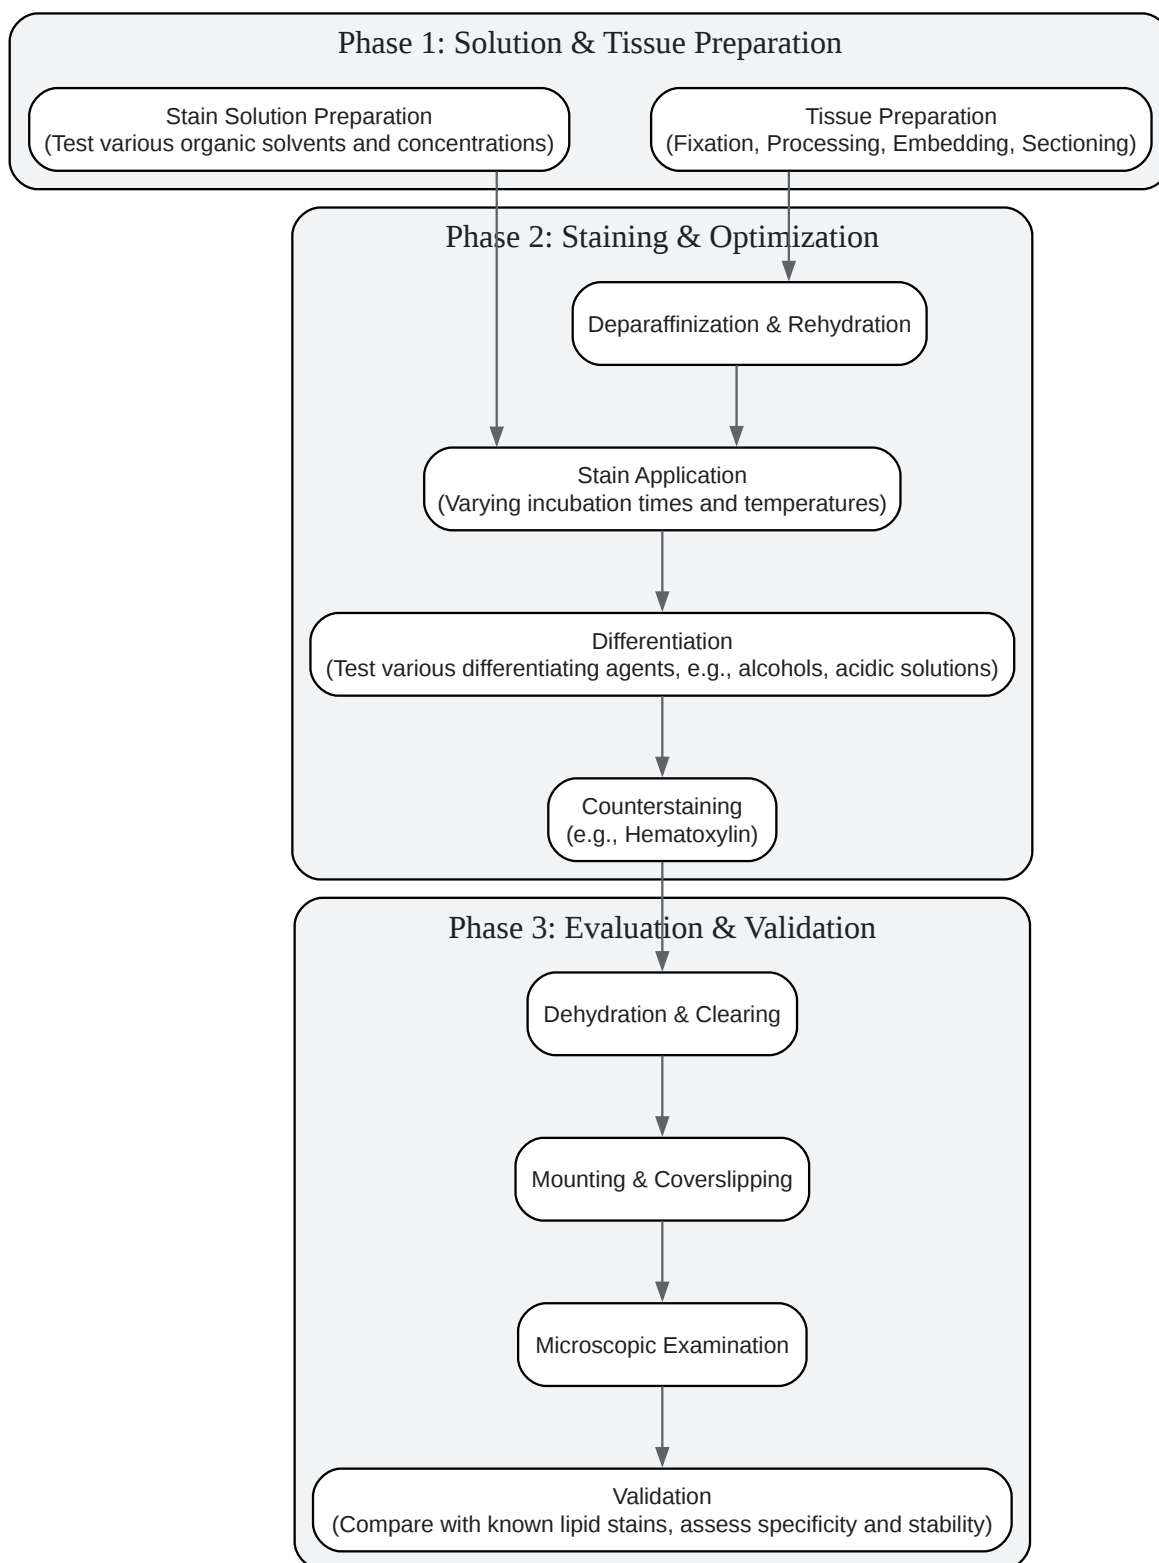 Phase 1: Solution & Tissue Preparation
Stain Solution Preparation
(Test various organic solvents and concentrations)
Tissue Preparation
(Fixation, Processing, Embedding, Sectioning)
Phase 2: Staining & Optimization
Deparaffinization & Rehydration
Stain Application
(Varying incubation times and temperatures)
Differentiation
(Test various differentiating agents, e.g., alcohols, acidic solutions)
Counterstaining
(e.g., Hematoxylin)
Phase 3: Evaluation & Validation
Dehydration & Clearing
Mounting & Coverslipping
Microscopic Examination
Validation
(Compare with known lipid stains, assess specificity and stability)